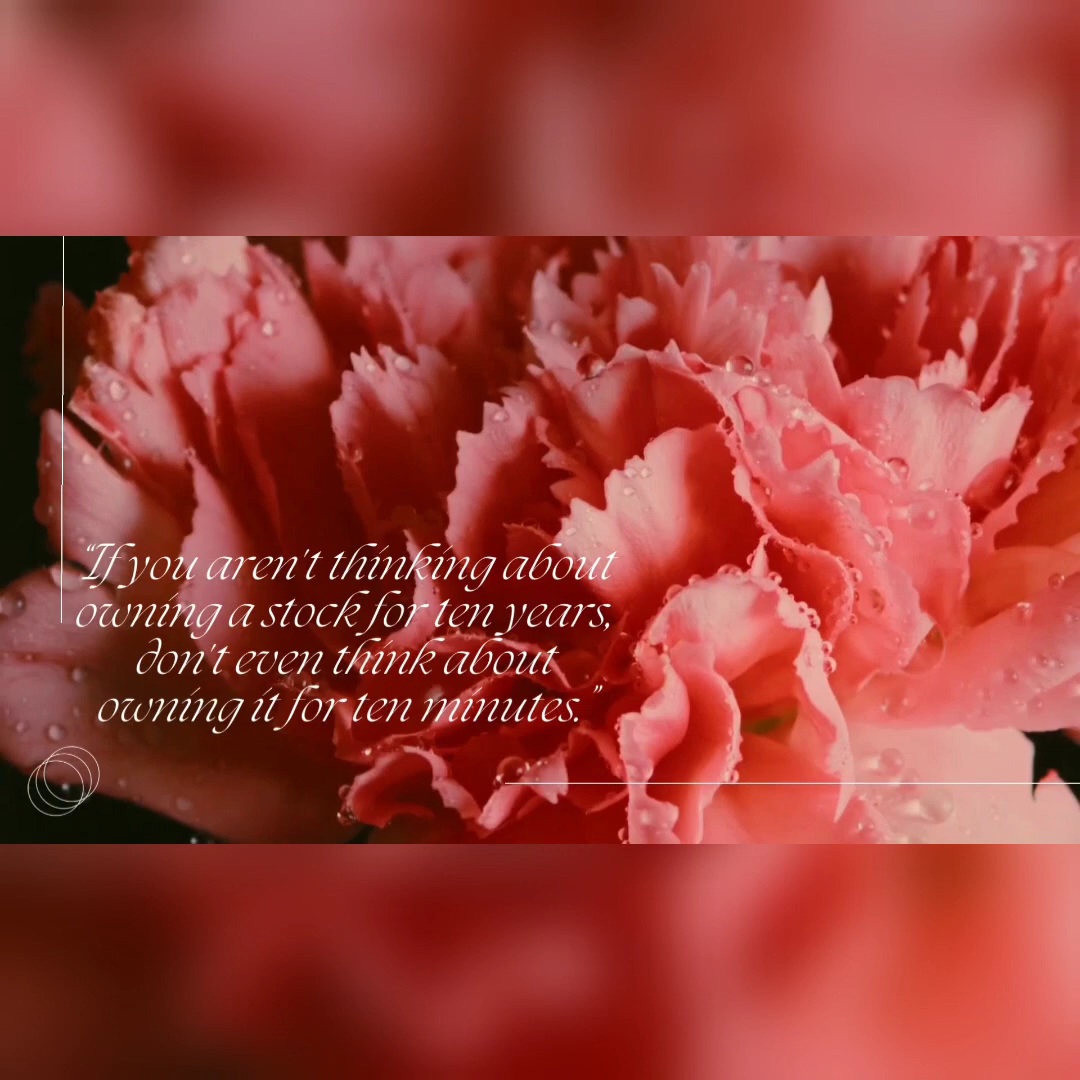 “If you aren't thinking about
owning a stock for ten years,
don't even think about
owning it for ten minutes.”